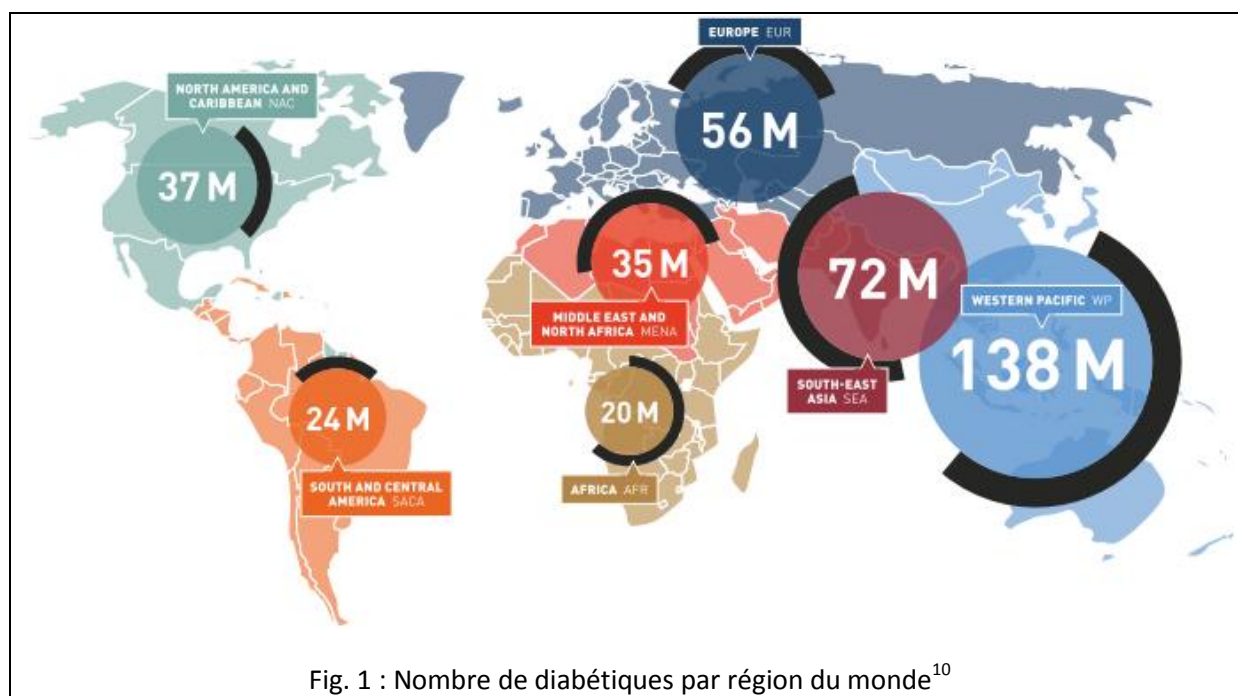 EUROPE EUR
56 M
NORTH AMERICA AND
CARIBBEAN NAC
37 M
35 M
MIDDLE EAST AND
NORTH AFRICA MENA
72 M
SOUTH-EAST
ASIA SEA
WESTERN PACIFIC WP
138 M
24 M
SOUTH AND CENTRAL
AMERICA SACA
20 M
AFRICA AFR
Fig. 1 : Nombre de diabétiques par région du monde10